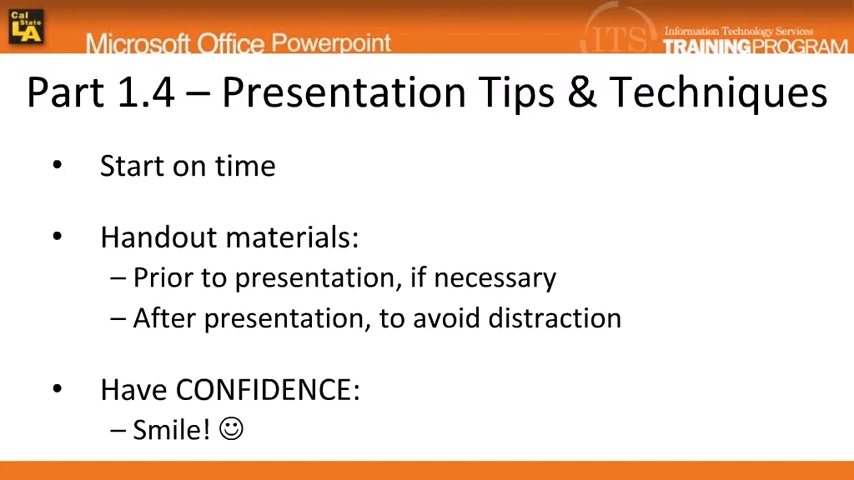 Cal
State
LA
Microsoft Office Powerpoint
ITS
Information Technology Services
TRAINING PROGRAM
Part 1.4 – Presentation Tips & Techniques
• Start on time
• Handout materials:
– Prior to presentation, if necessary
– After presentation, to avoid distraction
• Have CONFIDENCE:
– Smile! ☺